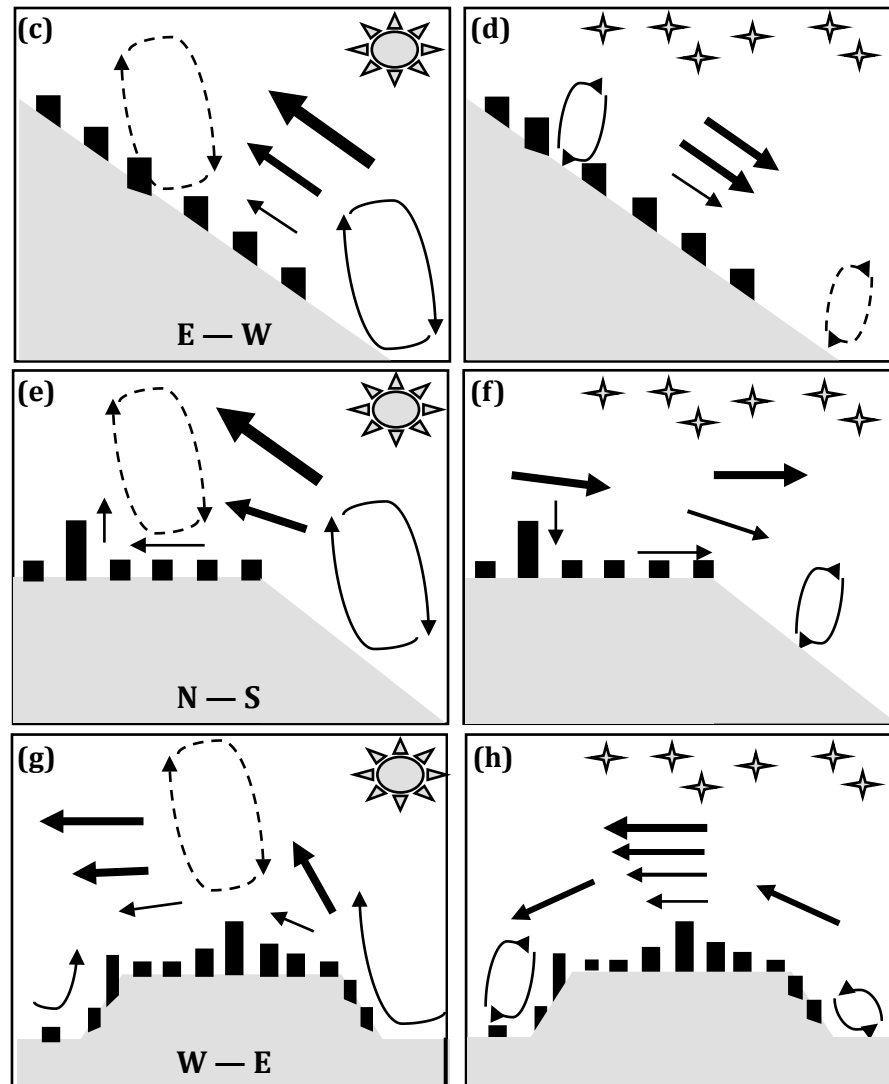 (c)
(d)
E — W
(e)
(f)
N — S
(g)
(h)
W — E